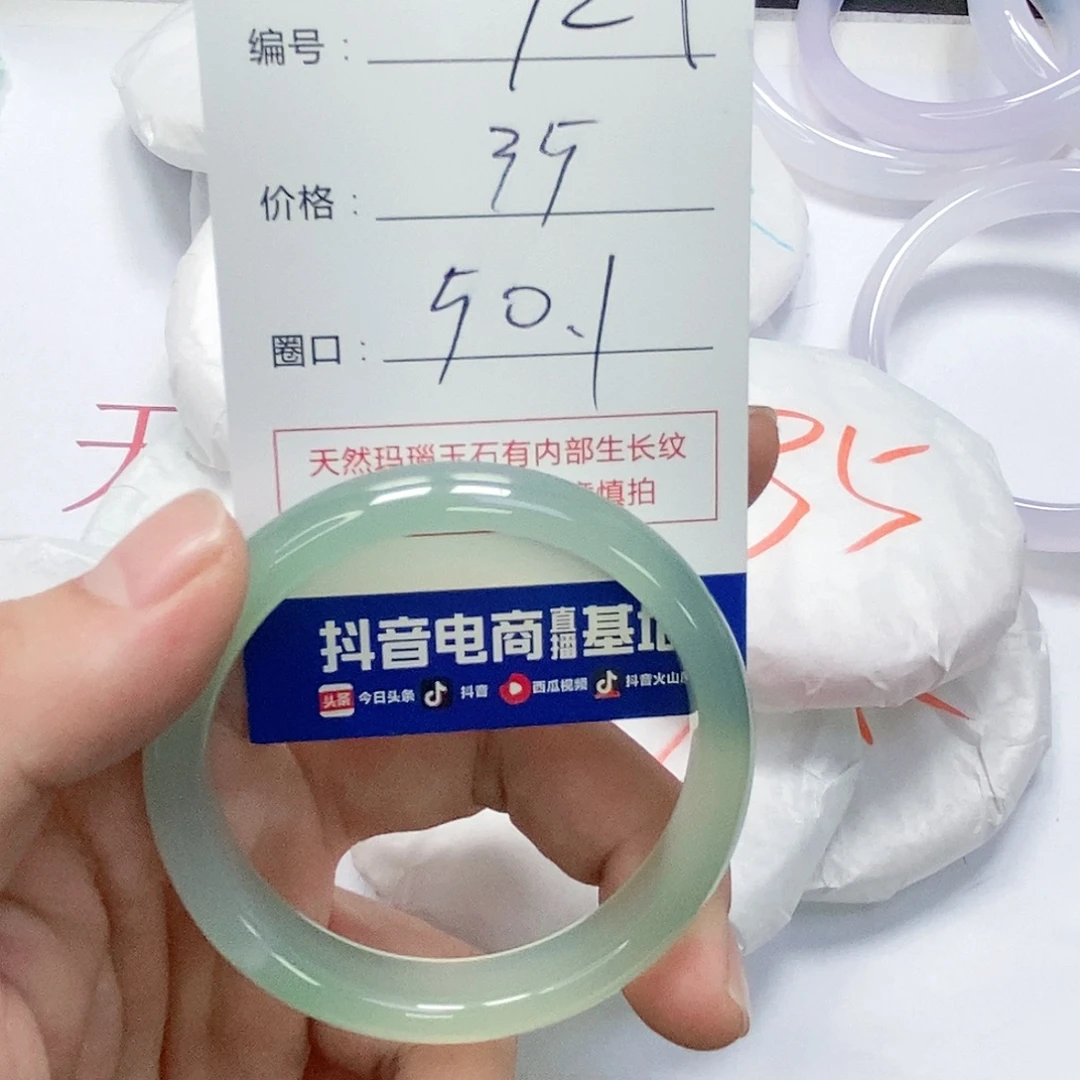 编号：121
价格：35
圈口：50.1
天然玛瑙玉石有内部生长纹
慎拍
抖音电商直播基地
头条 今日头条 抖音 西瓜视频 抖音火山
35
天